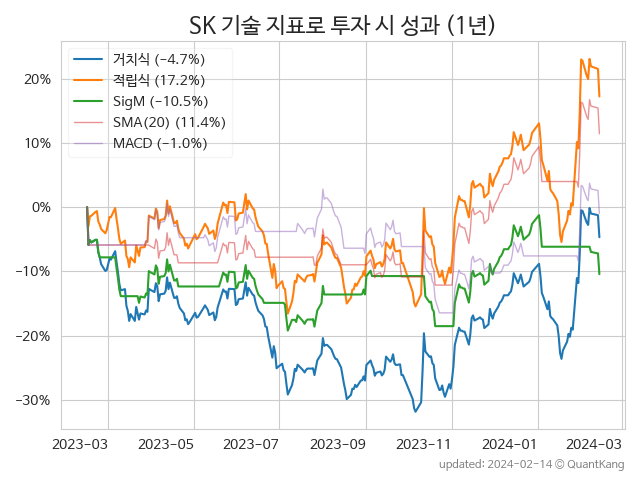 SK 기술 지표로 투자 시 성과 (1년)
거치식 (−4.7%)
적립식 (17.2%)
SigM (−10.5%)
SMA(20) (11.4%)
MACD (−1.0%)
20%
10%
0%
−10%
−20%
−30%
2023-03 2023-05 2023-07 2023-09 2023-11 2024-01 2024-03
updated: 2024-02-14 © QuantKang